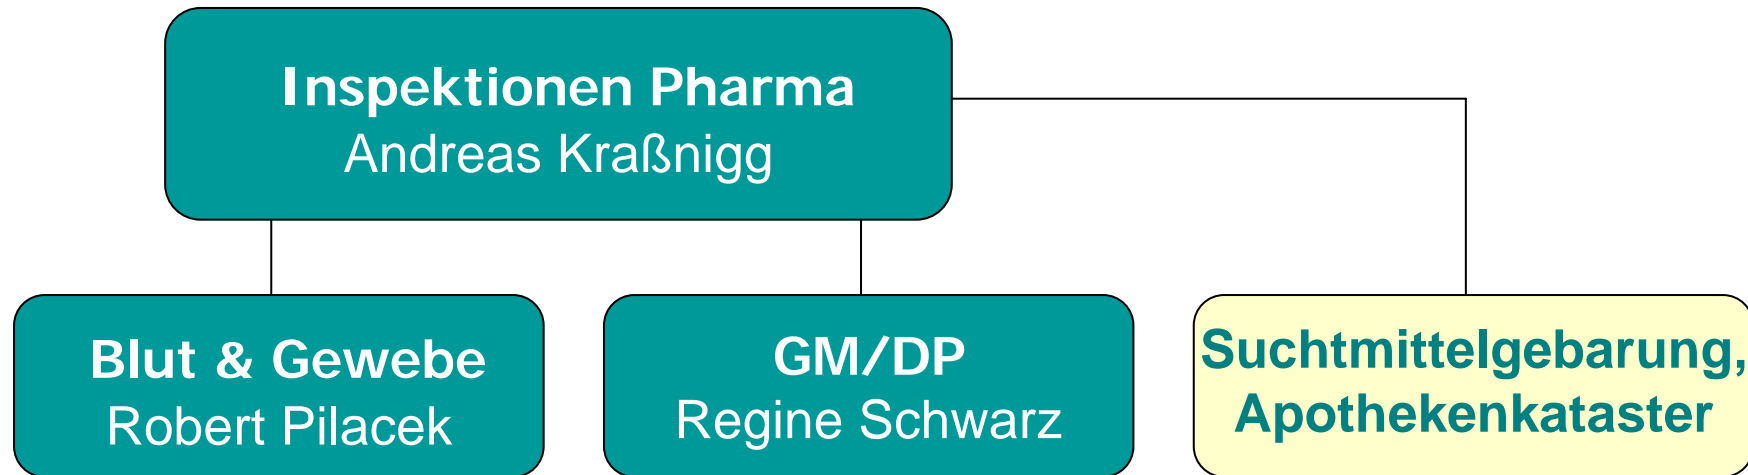 Inspektionen Pharma
Andreas Kraßnigg
Blut & Gewebe
Robert Pilacek
GM/DP
Regine Schwarz
Suchtmittelgebarung,
Apothekenkataster